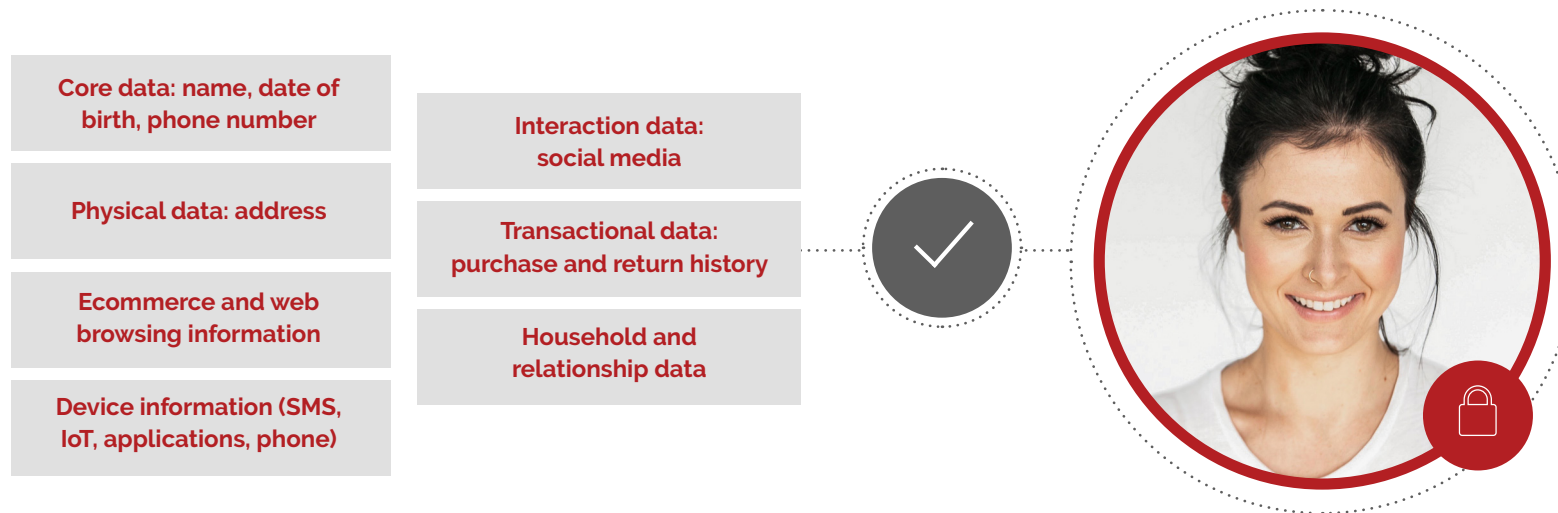 Core data: name, date of
birth, phone number
Physical data: address
Ecommerce and web
browsing information
Device information (SMS,
IoT, applications, phone)
Interaction data:
social media
Transactional data:
purchase and return history
Household and
relationship data